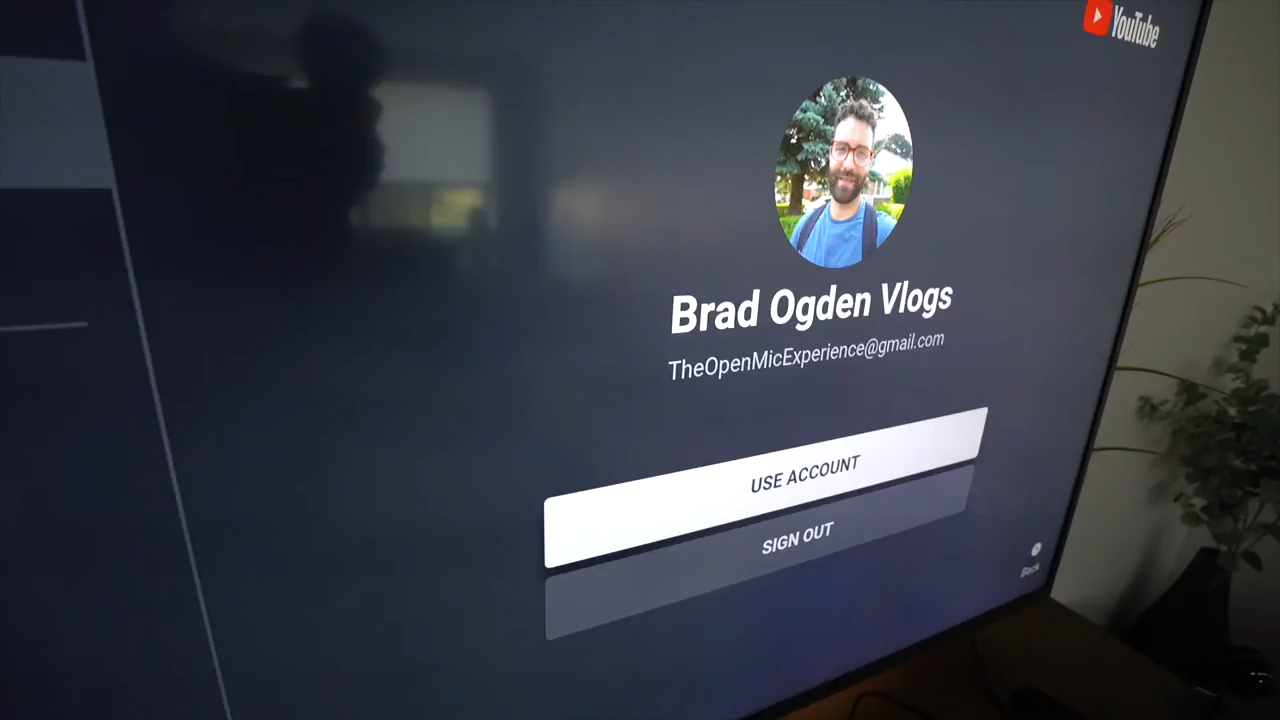 YouTube
Brad Ogden Vlogs
TheOpenMicExperience@gmail.com
USE ACCOUNT
SIGN OUT
Back